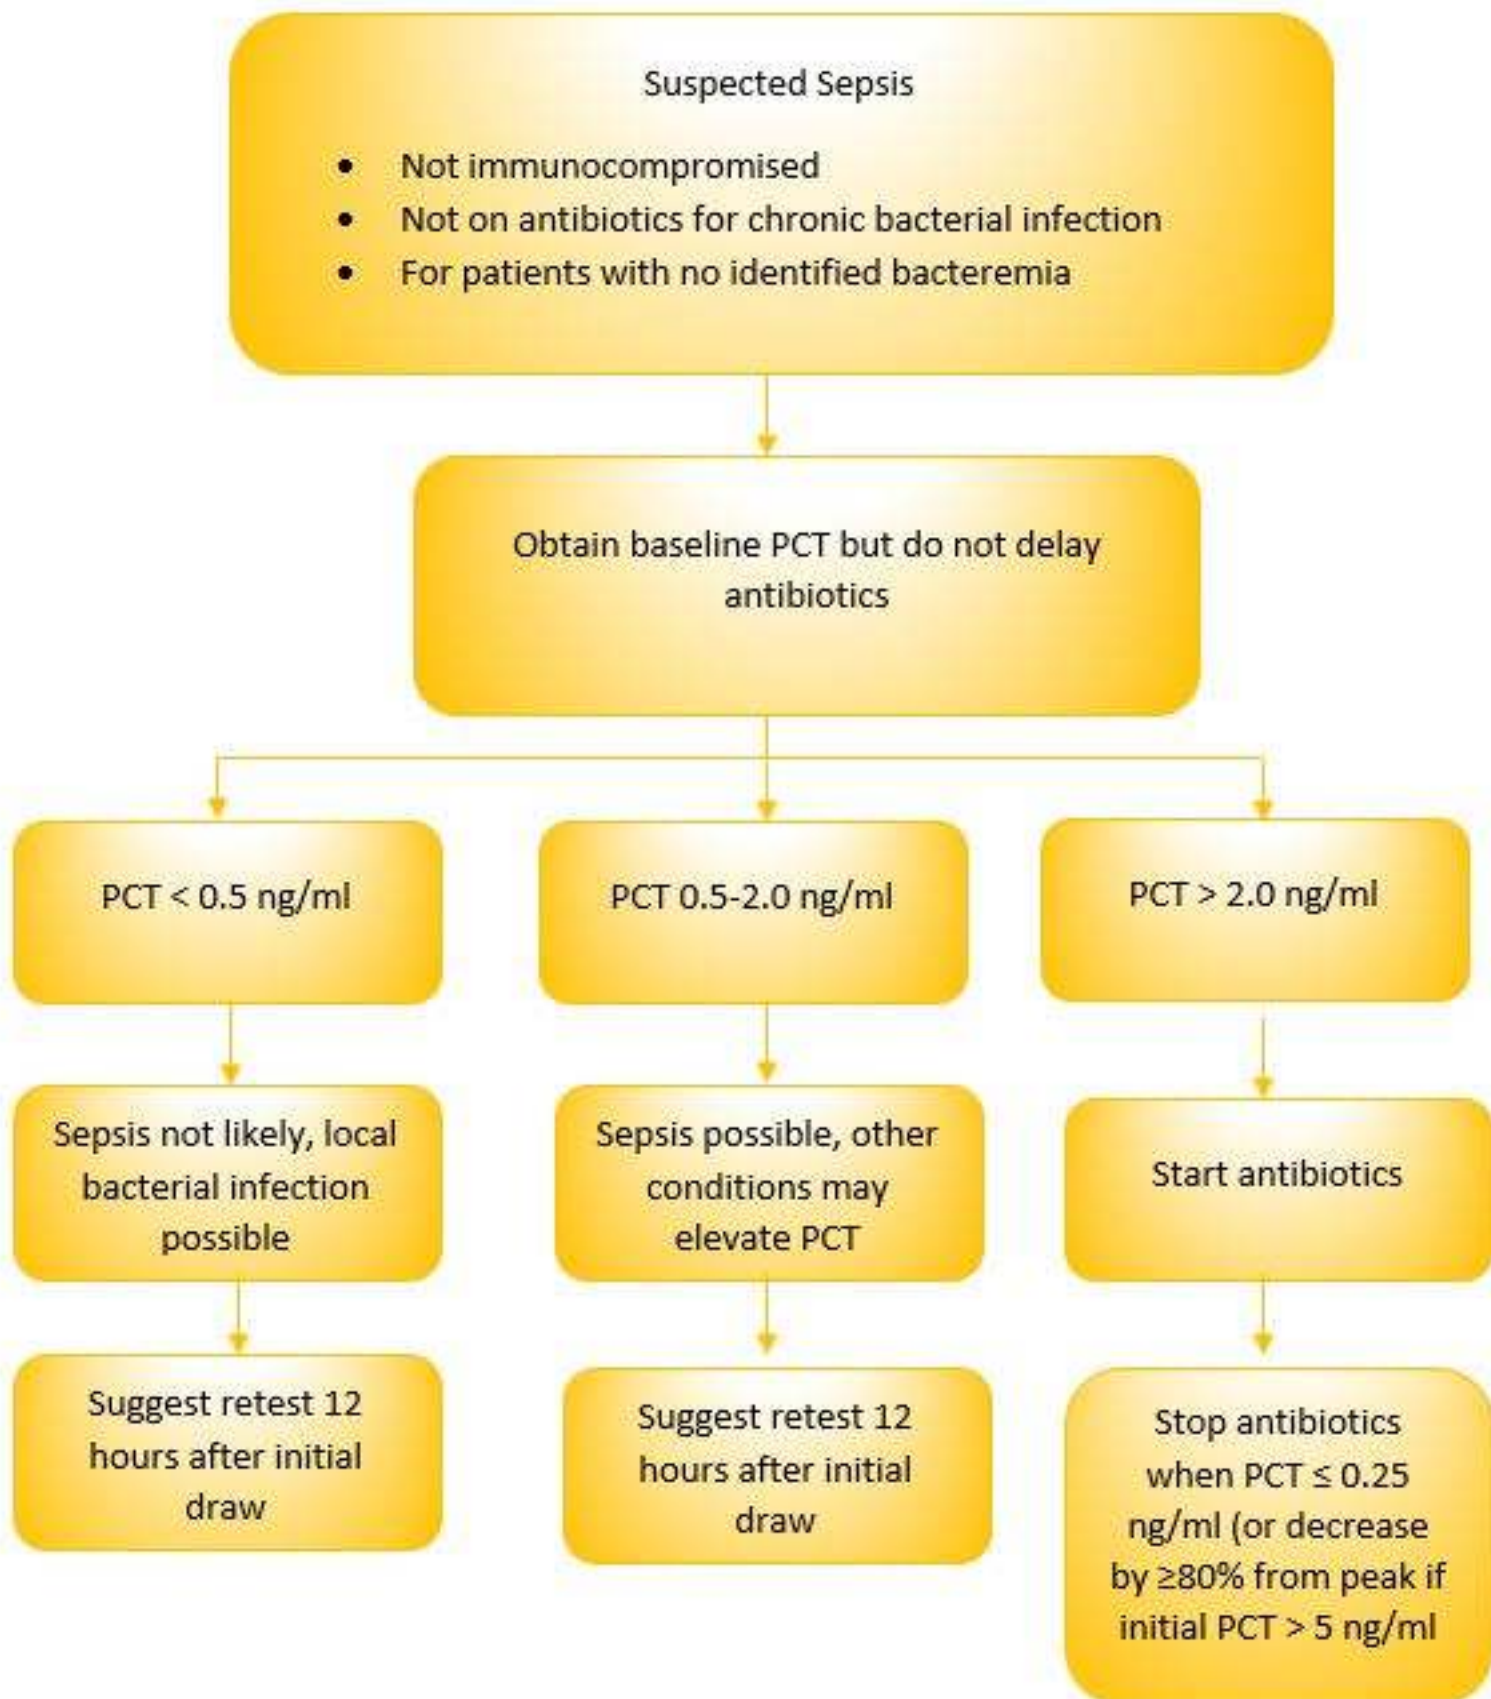 Suspected Sepsis
• Not immunocompromised
• Not on antibiotics for chronic bacterial infection
• For patients with no identified bacteremia
Obtain baseline PCT but do not delay
antibiotics
PCT < 0.5 ng/ml
PCT 0.5-2.0 ng/ml
PCT > 2.0 ng/ml
Sepsis not likely, local
bacterial infection
possible
Sepsis possible, other
conditions may
elevate PCT
Start antibiotics
Suggest retest 12
hours after initial
draw
Suggest retest 12
hours after initial
draw
Stop antibiotics
when PCT ≤ 0.25
ng/ml (or decrease
by ≥80% from peak if
initial PCT > 5 ng/ml